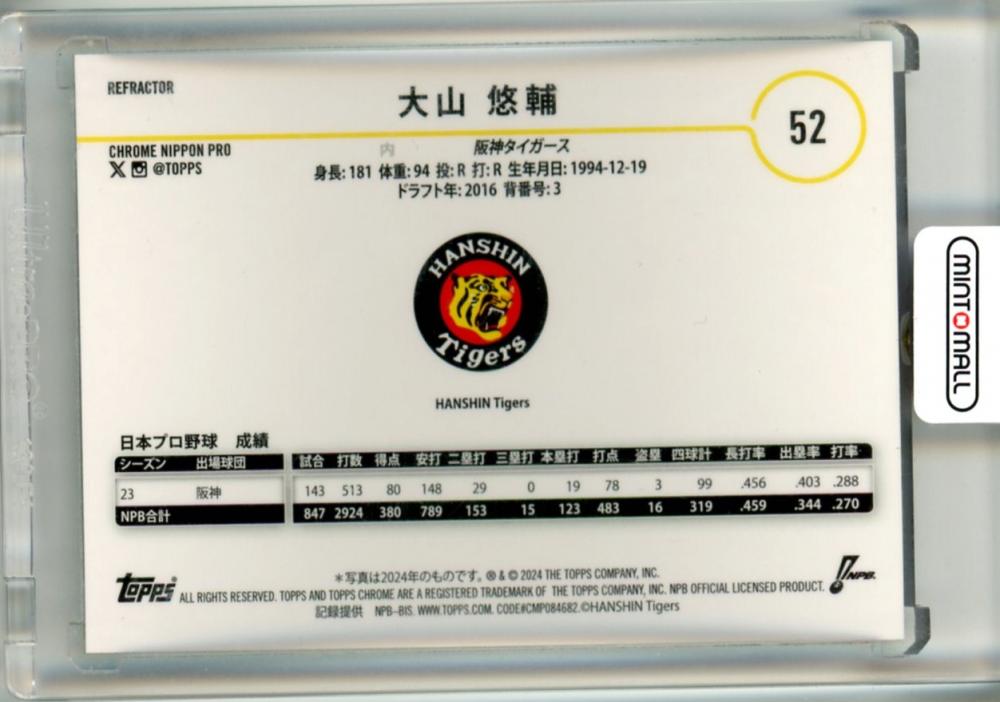 REFRACTOR
大山 悠輔
52
CHROME NIPPON PRO
@TOPPS
内
阪神タイガース
身長: 181 体重: 94 投: R 打: R 生年月日: 1994-12-19
ドラフト年: 2016 背番号: 3
HANSHIN
Tigers
HANSHIN Tigers
日本プロ野球 成績
シーズン 出場球団 試合 打数 得点 安打 二塁打 三塁打 本塁打 打点 盗塁 四球計 長打率 出塁率 打率
23 阪神 143 513 80 148 29 0 19 78 3 99 .456 .403 .288
NPB合計 847 2924 380 789 153 15 123 483 16 319 .459 .344 .270
topps
＊写真は2024年のものです。 ® & © 2024 THE TOPPS COMPANY, INC.
ALL RIGHTS RESERVED. TOPPS AND TOPPS CHROME ARE A REGISTERED TRADEMARK OF THE TOPPS COMPANY, INC. NPB OFFICIAL LICENSED PRODUCT.
記録提供 NPB-BIS. WWW.TOPPS.COM. CODE#CMP084682. ©HANSHIN Tigers
NPB
MINTOMALL